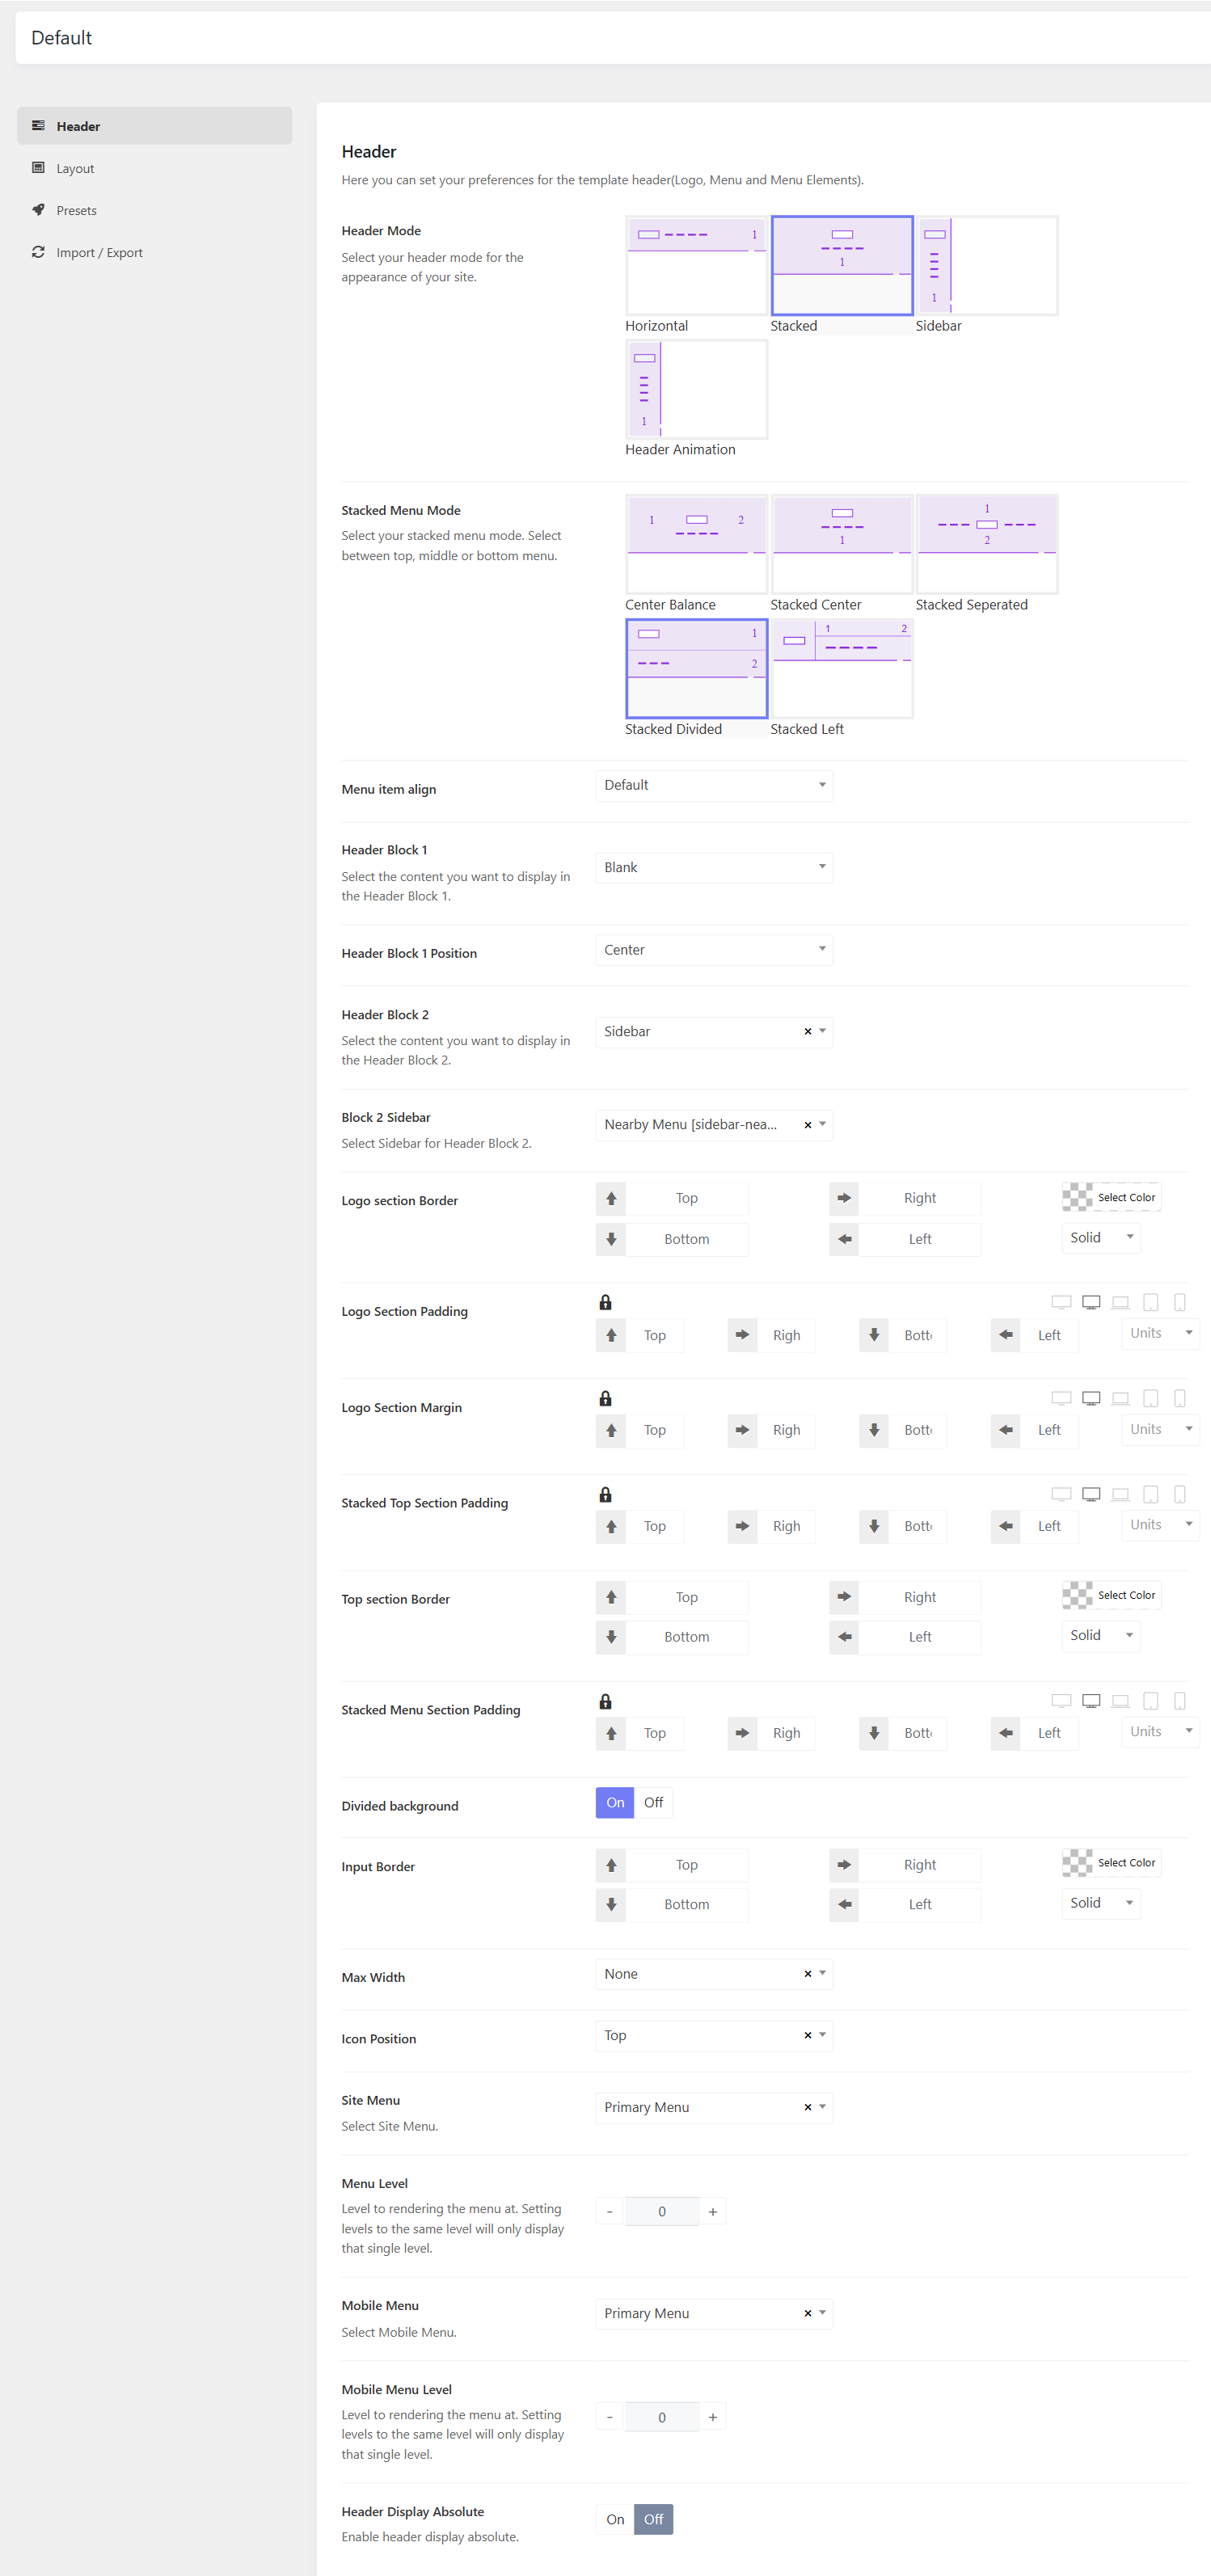 Default
Header
Layout
Presets
Import / Export
Header
Here you can set your preferences for the template header(Logo, Menu and Menu Elements).
Header Mode
Select your header mode for the
appearance of your site.
1
1
1
Horizontal
Stacked
Sidebar
1
Header Animation
Stacked Menu Mode
Select your stacked menu mode. Select
between top, middle or bottom menu.
1
2
1
1
2
Center Balance
Stacked Center
Stacked Seperated
1
2
1
2
Stacked Divided
Stacked Left
Menu item align
Default
Header Block 1
Select the content you want to display in
the Header Block 1.
Blank
Header Block 1 Position
Center
Header Block 2
Select the content you want to display in
the Header Block 2.
Sidebar
×
Block 2 Sidebar
Select Sidebar for Header Block 2.
Nearby Menu [sidebar-nea...
×
Logo section Border
Top
Right
Select Color
Bottom
Left
Solid
Logo Section Padding
Top
Righ
Bott
Left
Units
Logo Section Margin
Top
Righ
Bott
Left
Units
Stacked Top Section Padding
Top
Righ
Bott
Left
Units
Top section Border
Top
Right
Select Color
Bottom
Left
Solid
Stacked Menu Section Padding
Top
Righ
Bott
Left
Units
Divided background
On
Off
Input Border
Top
Right
Select Color
Bottom
Left
Solid
Max Width
None
×
Icon Position
Top
×
Site Menu
Select Site Menu.
Primary Menu
×
Menu Level
Level to rendering the menu at. Setting
levels to the same level will only display
that single level.
-
0
+
Mobile Menu
Select Mobile Menu.
Primary Menu
×
Mobile Menu Level
Level to rendering the menu at. Setting
levels to the same level will only display
that single level.
-
0
+
Header Display Absolute
Enable header display absolute.
On
Off